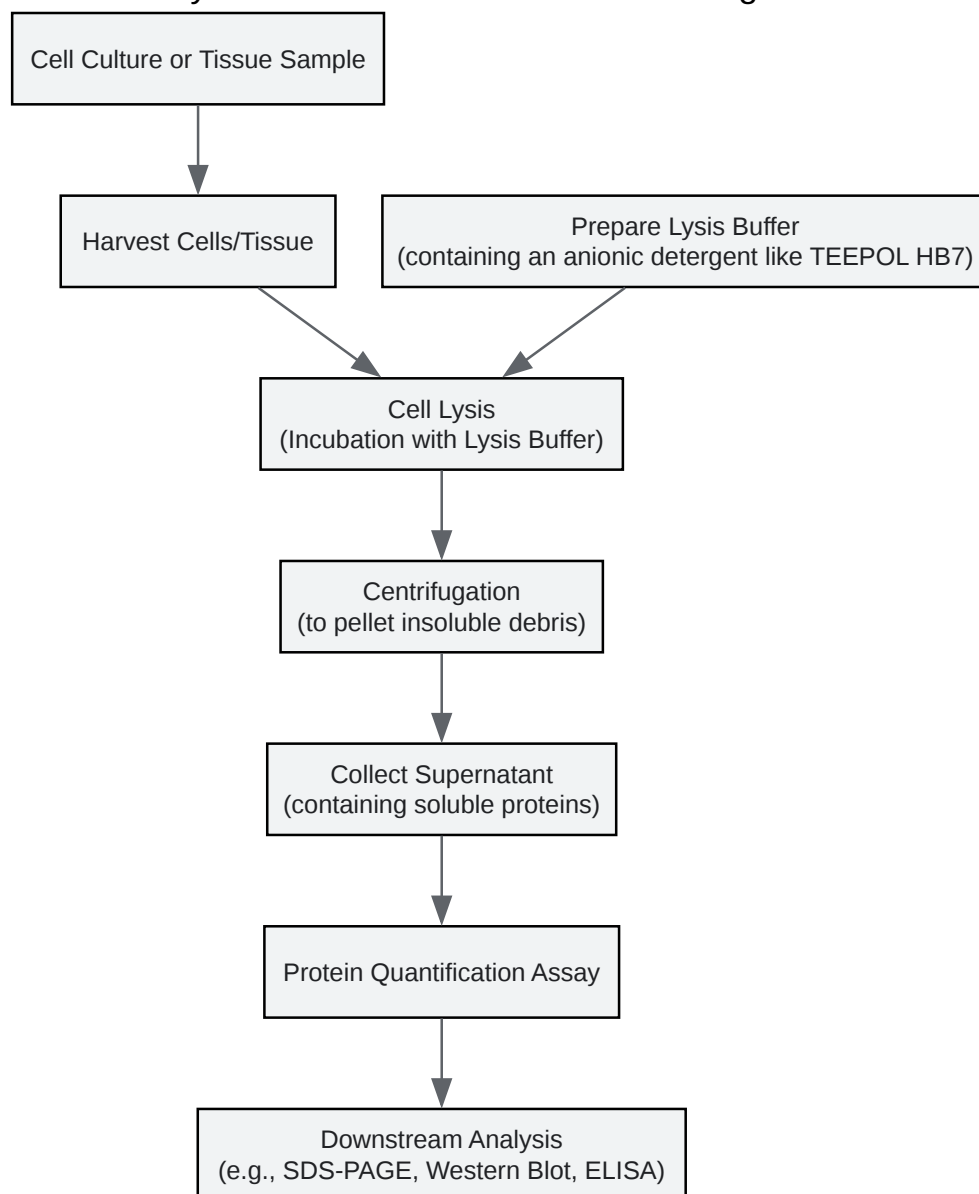 Cell Culture or Tissue Sample
Harvest Cells/Tissue
Prepare Lysis Buffer
(containing an anionic detergent like TEEPOL HB7)
Cell Lysis
(Incubation with Lysis Buffer)
Centrifugation
(to pellet insoluble debris)
Collect Supernatant
(containing soluble proteins)
Protein Quantification Assay
Downstream Analysis
(e.g., SDS-PAGE, Western Blot, ELISA)